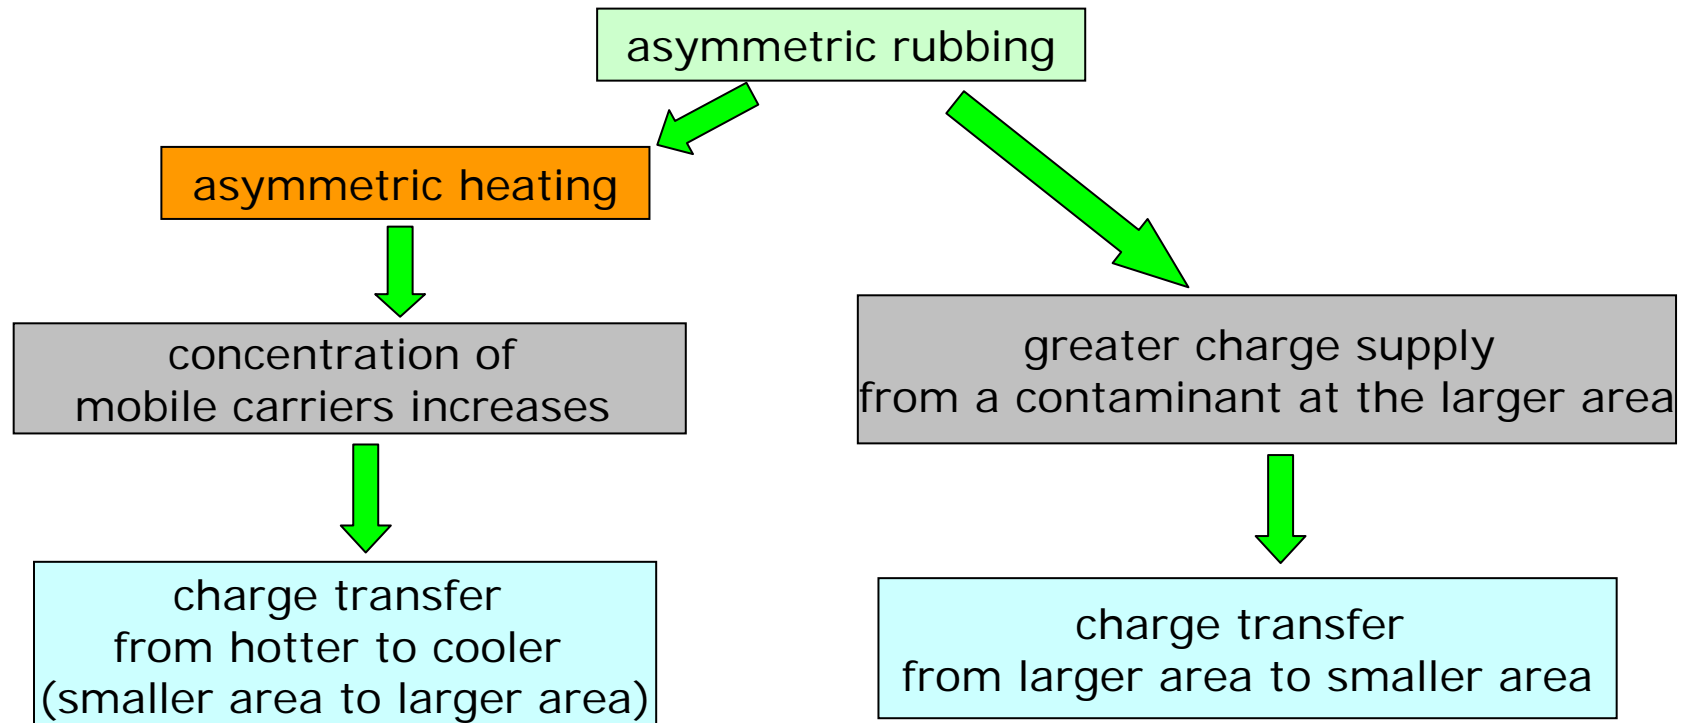 asymmetric rubbing
asymmetric heating
concentration of
mobile carriers increases
greater charge supply
from a contaminant at the larger area
charge transfer
from hotter to cooler
(smaller area to larger area)
charge transfer
from larger area to smaller area